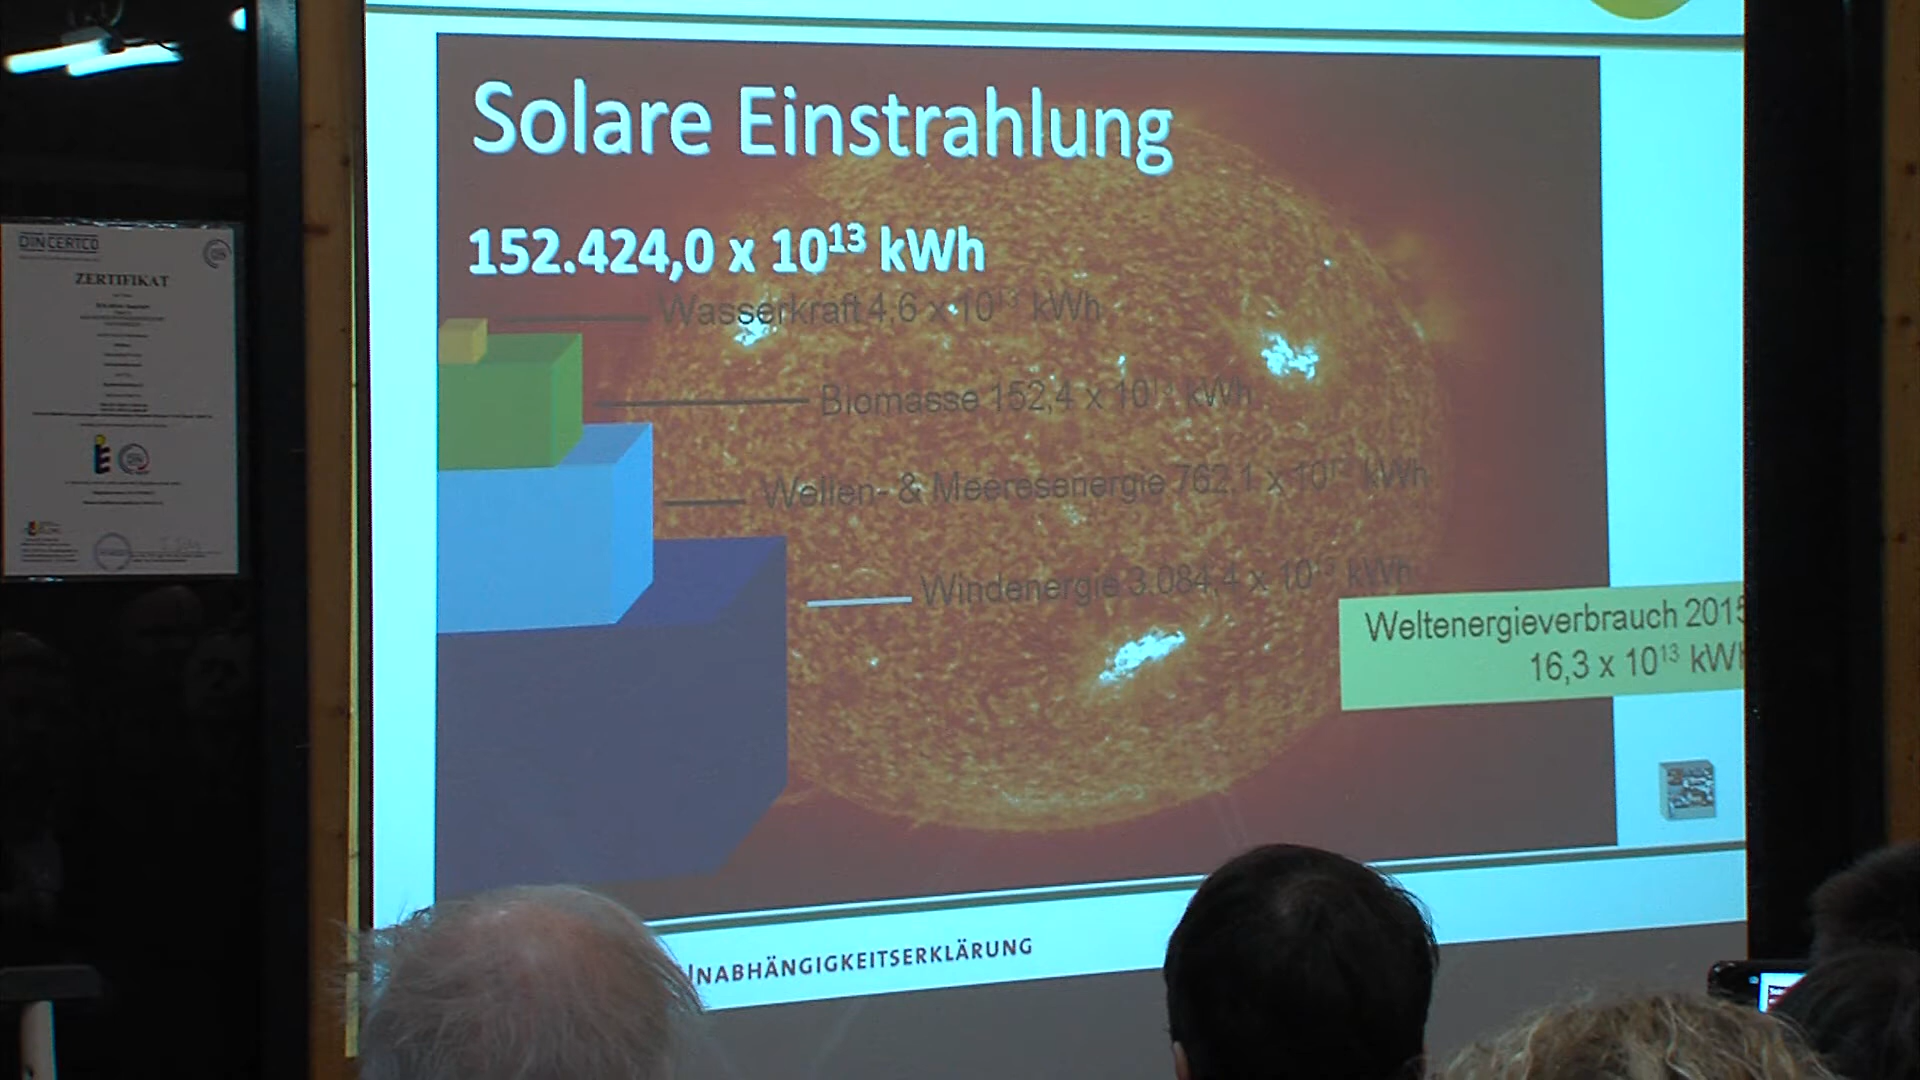 Solare Einstrahlung
152.424,0 x 10¹³ kWh
Wasserkraft 4,6 x 10¹³ kWh
Biomasse 152,4 x 10¹³ kWh
Wellen- & Meeresenergie 762,1 x 10¹³ kWh
Windenergie 3.084,4 x 10¹³ kWh
Weltenergieverbrauch 2015
16,3 x 10¹³ kWh
UNABHÄNGIGKEITSERKLÄRUNG
DIN CERTCO
ZERTIFIKAT